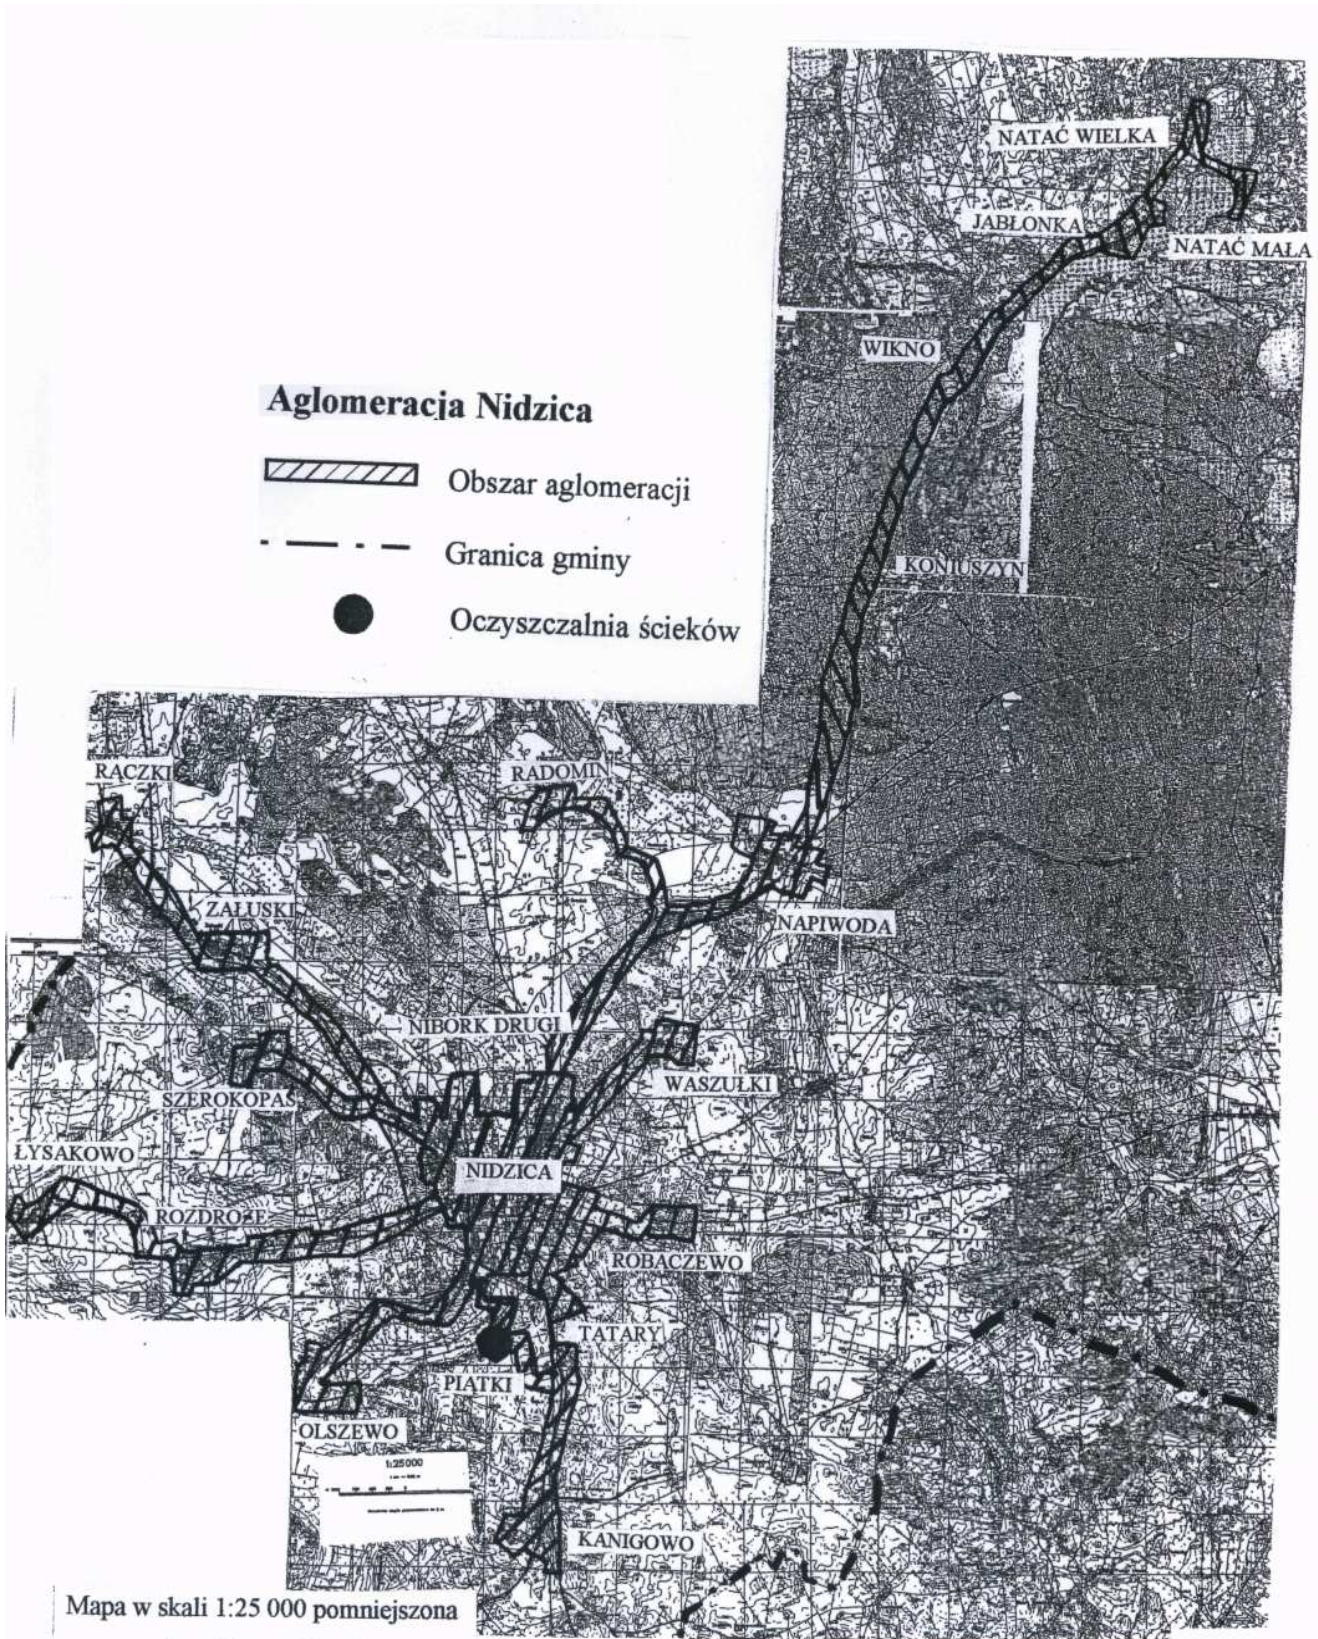 NATAĆ WIELKA
JABŁONKA
NATAĆ MAŁA
WIKNO
Aglomeracja Nidzica
Obszar aglomeracji
Granica gminy
KONIUSZYN
Oczyszczalnia ścieków
RĄCZKI
RADOMIN
ZAŁUSKI
NAPIWODA
NIBORK DRUGI
WASZUŁKI
SZEROKOPAŚ
ŁYSAKOWO
NIDZICA
ROZDROŻE
ROBACZEWO
TATARY
PIĄTKI
OLSZEWO
1:25000
KANIGOWO
Mapa w skali 1:25 000 pomniejszona